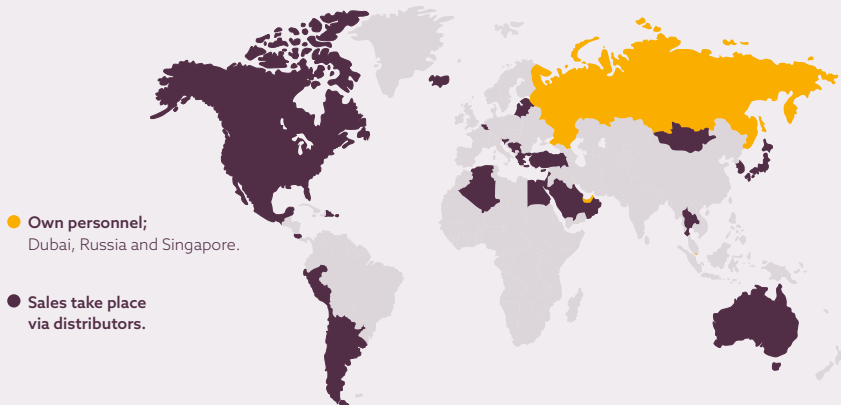 Own personnel;
Dubai, Russia and Singapore.
Sales take place
via distributors.